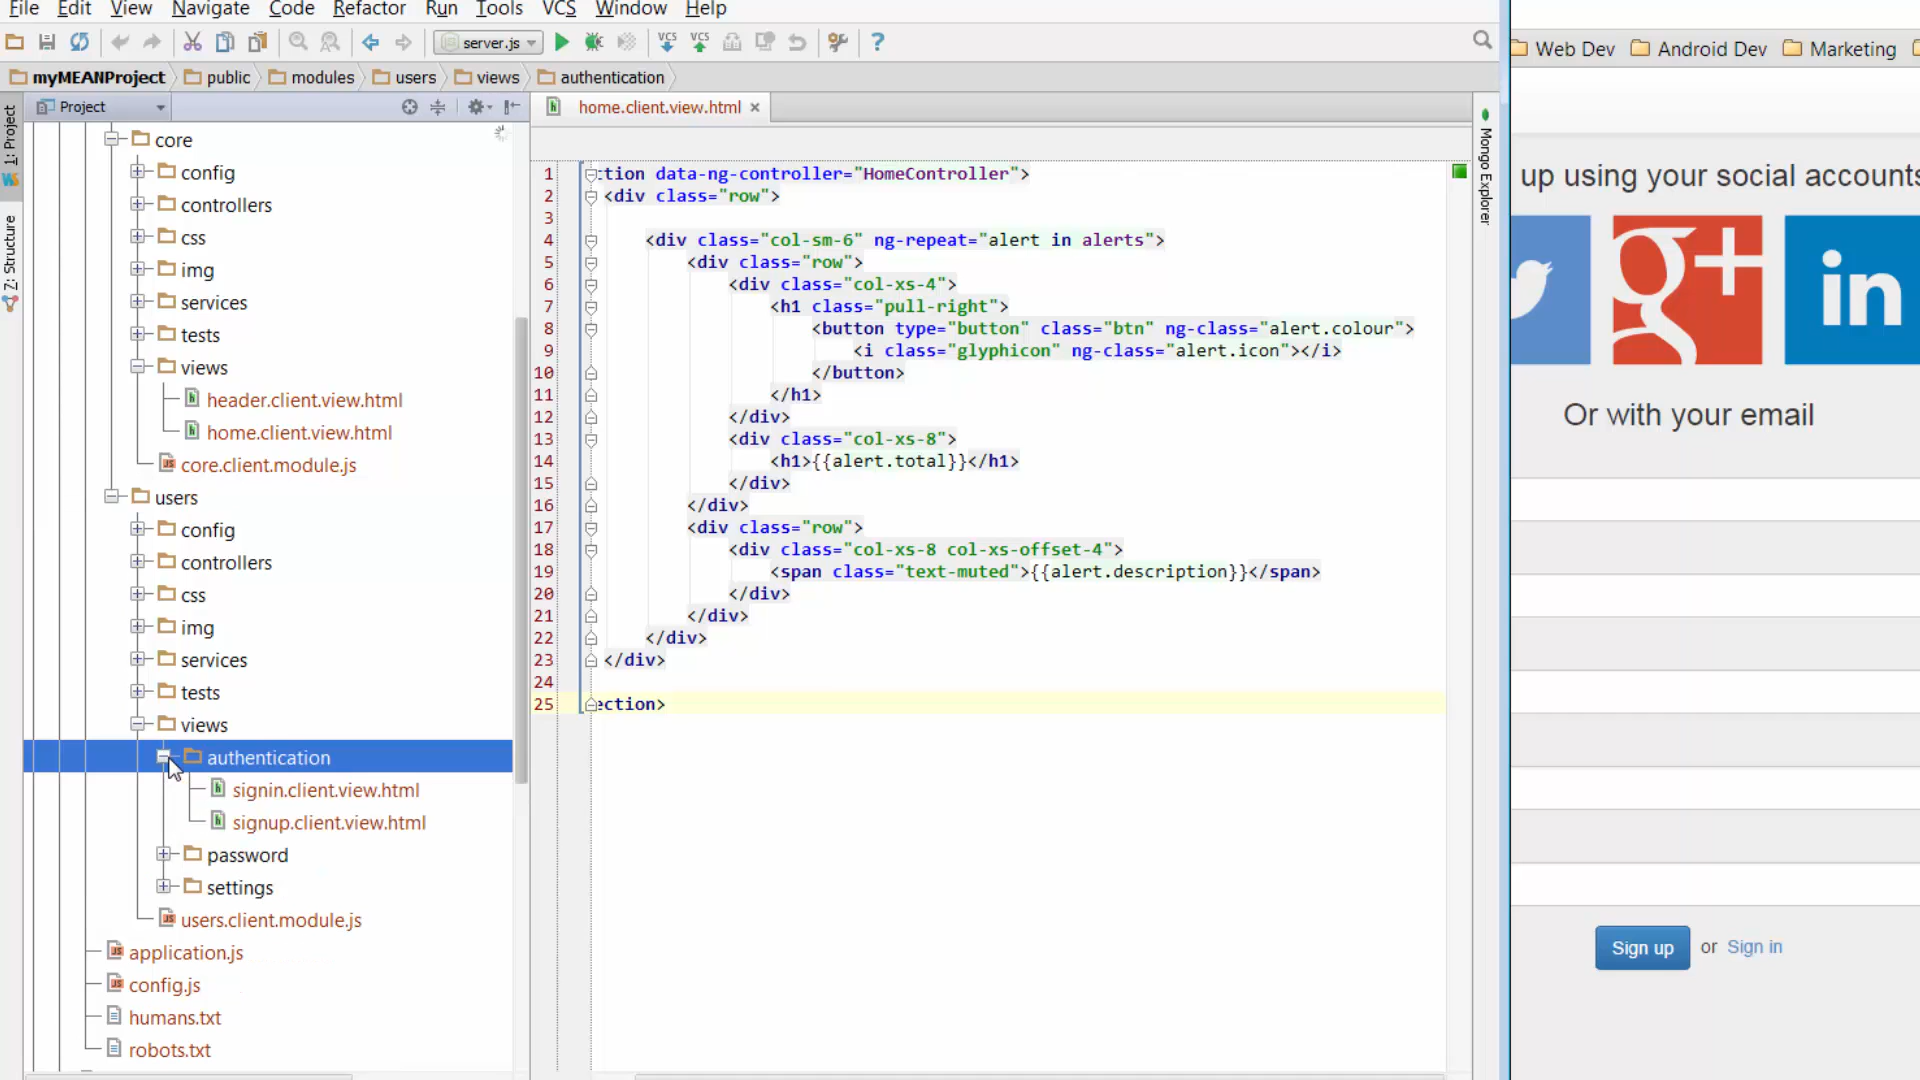 File Edit View Navigate Code Refactor Run Tools VCS Window Help
server.js VCS VCS ?
myMEANProject public modules users views authentication
Project
home.client.view.html
1: Project
7: Structure
core
config
controllers
css
img
services
tests
views
header.client.view.html
home.client.view.html
core.client.module.js
users
config
controllers
css
img
services
tests
views
authentication
signin.client.view.html
signup.client.view.html
password
settings
users.client.module.js
application.js
config.js
humans.txt
robots.txt
1 ction data-ng-controller="HomeController">
2 <div class="row">
3
4 <div class="col-sm-6" ng-repeat="alert in alerts">
5 <div class="row">
6 <div class="col-xs-4">
7 <h1 class="pull-right">
8 <button type="button" class="btn" ng-class="alert.colour">
9 <i class="glyphicon" ng-class="alert.icon"></i>
10 </button>
11 </h1>
12 </div>
13 <div class="col-xs-8">
14 <h1>{{alert.total}}</h1>
15 </div>
16 </div>
17 <div class="row">
18 <div class="col-xs-8 col-xs-offset-4">
19 <span class="text-muted">{{alert.description}}</span>
20 </div>
21 </div>
22 </div>
23 </div>
24
25 ection>
Mongo Explorer
Web Dev Android Dev Marketing
up using your social accounts
g+ in
Or with your email
Sign up or Sign in